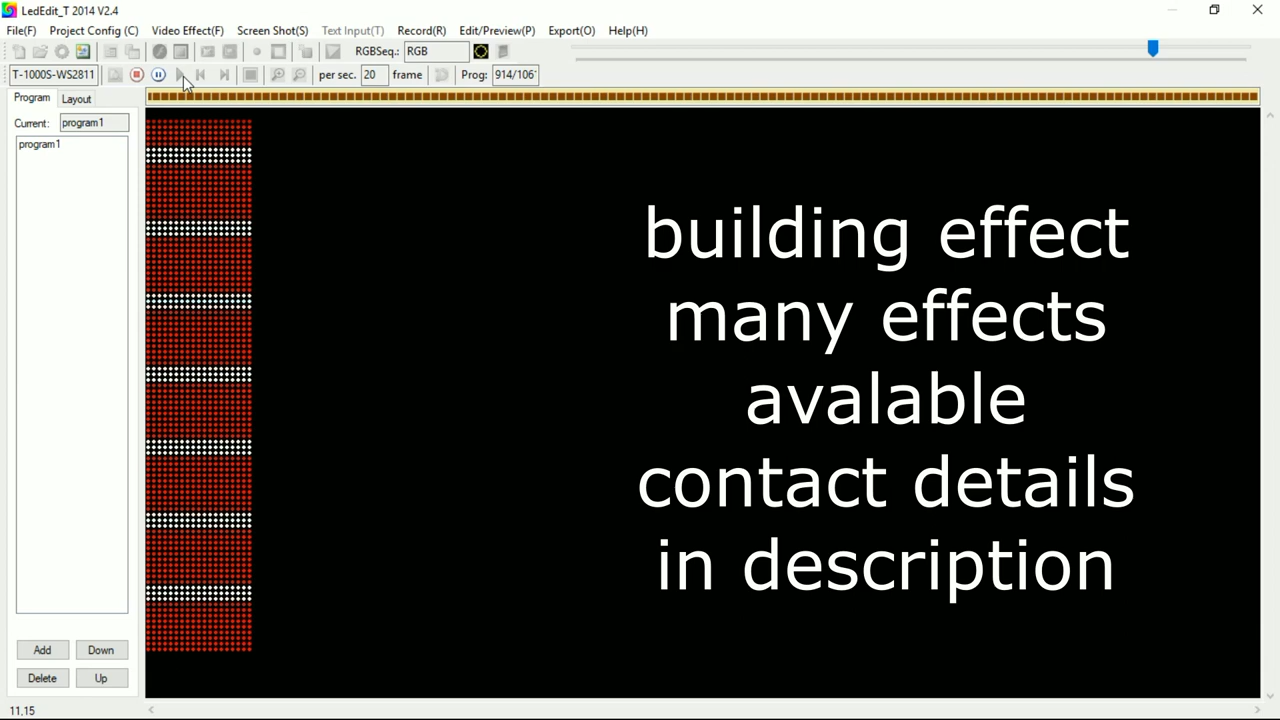 LedEdit_T 2014 V2.4
File(F) Project Config (C) Video Effect(F) Screen Shot(S) Text Input(T) Record(R) Edit/Preview(P) Export(O) Help(H)
RGBSeq.: RGB
T-1000S-WS2811 per sec. 20 frame Prog: 914/106
Program Layout
Current: program1
program1
building effect
many effects
avalable
contact details
in description
Add Down
Delete Up
11,15